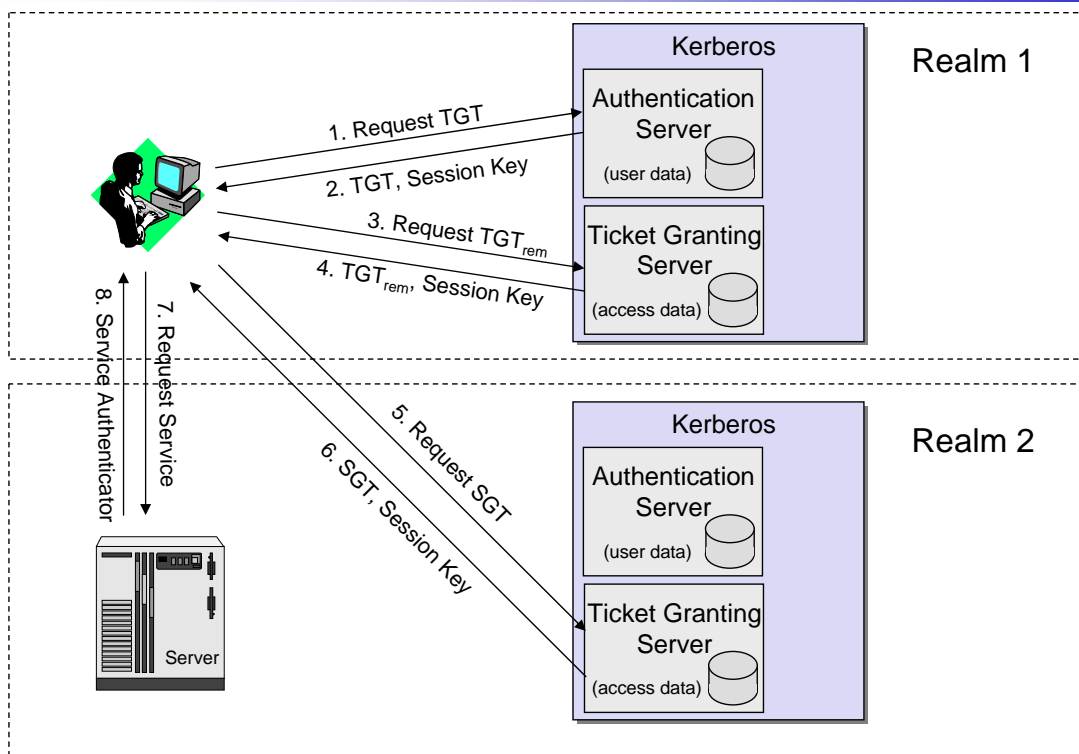 Kerberos
Realm 1
Authentication
Server
(user data)
1. Request TGT
2. TGT, Session Key
3. Request TGTrem
4. TGTrem, Session Key
Ticket Granting
Server
(access data)
8. Service Authenticator
7. Request Service
5. Request SGT
6. SGT, Session Key
Kerberos
Realm 2
Authentication
Server
(user data)
Ticket Granting
Server
(access data)
Server